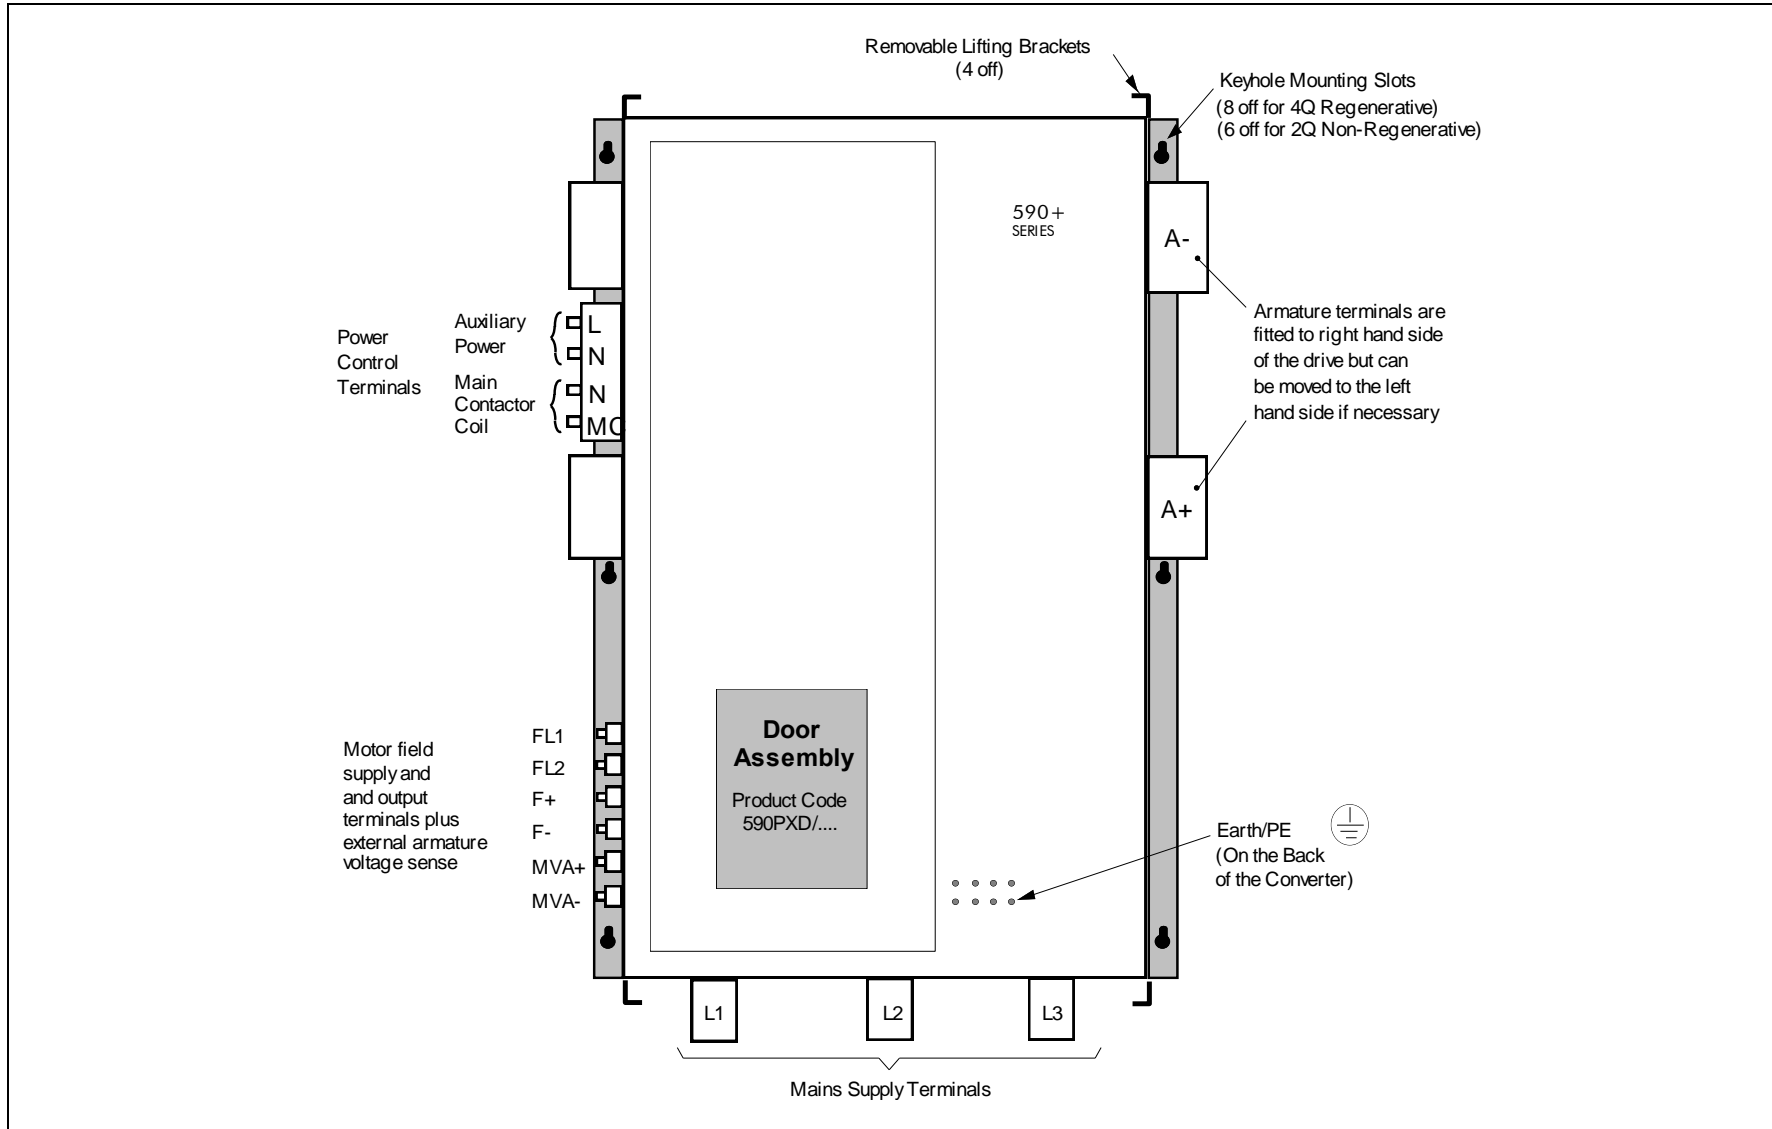 Removable Lifting Brackets
(4 off)
Keyhole Mounting Slots
(8 off for 4Q Regenerative)
(6 off for 2Q Non-Regenerative)
590+
SERIES
A-
Armature terminals are
fitted to right hand side
of the drive but can
be moved to the left
hand side if necessary
A+
Power
Control
Terminals
Auxiliary
Power
Main
Contactor
Coil
L
N
N
MC
Motor field
supply and
and output
terminals plus
external armature
voltage sense
FL1
FL2
F+
F-
MVA+
MVA-
Door
Assembly
Product Code
590PXD/....
Earth/PE
(On the Back
of the Converter)
L1
L2
L3
Mains Supply Terminals